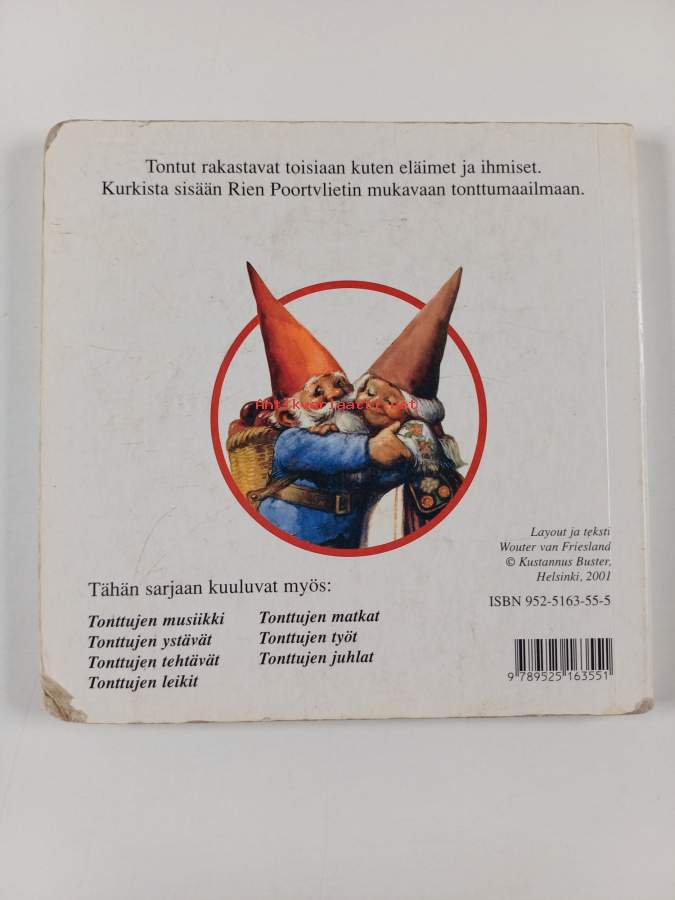 Tontut rakastavat toisiaan kuten eläimet ja ihmiset.
Kurkista sisään Rien Poortvlietin mukavaan tonttumaailmaan.
Antikvariaatti.net
Layout ja teksti
Wouter van Friesland
© Kustannus Buster,
Helsinki, 2001
ISBN 952-5163-55-5
Tähän sarjaan kuuluvat myös:
Tonttujen musiikki
Tonttujen ystävät
Tonttujen tehtävät
Tonttujen leikit
Tonttujen matkat
Tonttujen työt
Tonttujen juhlat
9 789525 163551